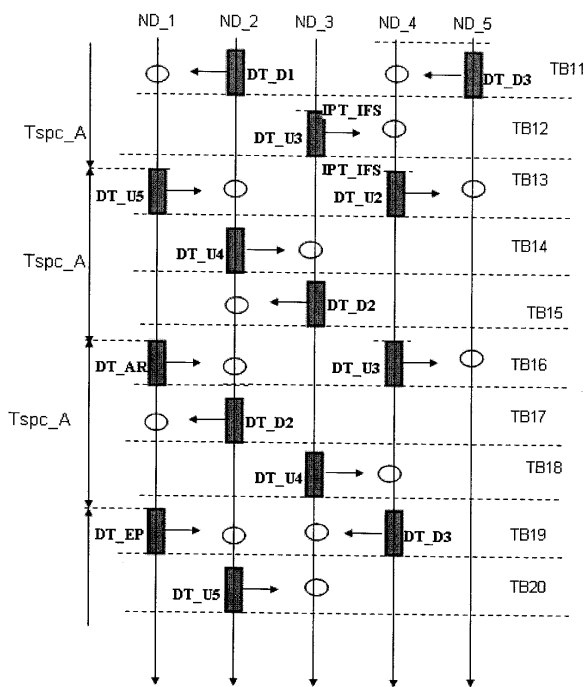 ND_1 ND_2 ND_3 ND_4 ND_5
DT_D1 DT_D3 TB11
IPT_IFS
Tspc_A DT_U3 TB12
IPT_IFS TB13
DT_U5 DT_U2
Tspc_A DT_U4 TB14
DT_D2 TB15
DT_AR DT_U3 TB16
Tspc_A DT_D2 TB17
DT_U4 TB18
DT_EP DT_D3 TB19
DT_U5 TB20